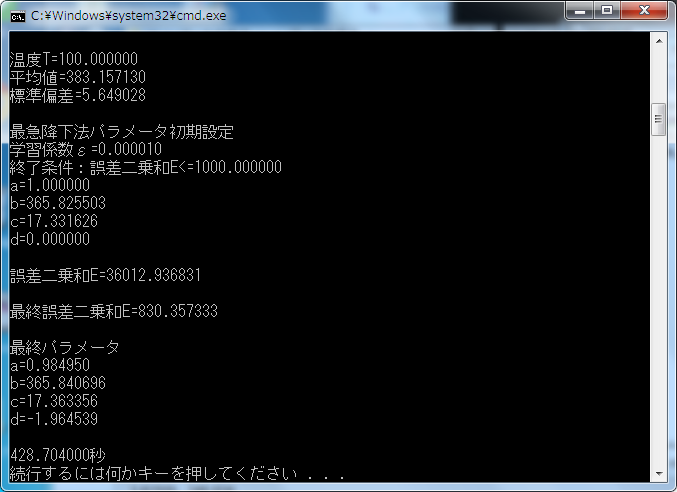 C:¥Windows¥system32¥cmd.exe
温度T=100.000000
平均値=383.157130
標準偏差=5.649028
最急降下法パラメータ初期設定
学習係数ε=0.000010
終了条件：誤差二乗和E<=1000.000000
a=1.000000
b=365.825503
c=17.331626
d=0.000000
誤差二乗和E=36012.936831
最終誤差二乗和E=830.357333
最終パラメータ
a=0.984950
b=365.840696
c=17.363356
d=-1.964539
428.704000秒
続行するには何かキーを押してください . . .